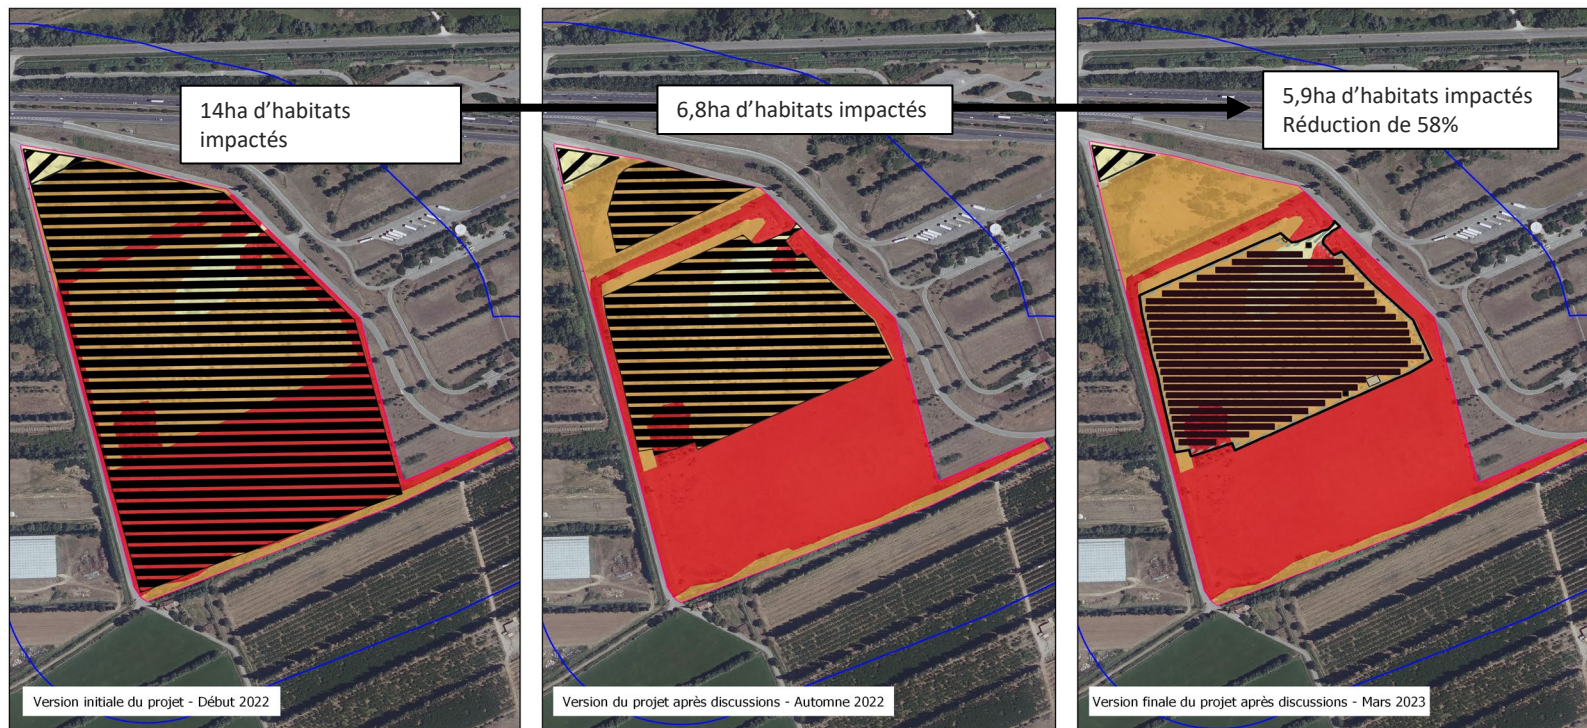 14ha d’habitats
impactés
6,8ha d’habitats impactés
5,9ha d’habitats impactés
Réduction de 58%
Version initiale du projet - Début 2022
Version du projet après discussions - Automne 2022
Version finale du projet après discussions - Mars 2023